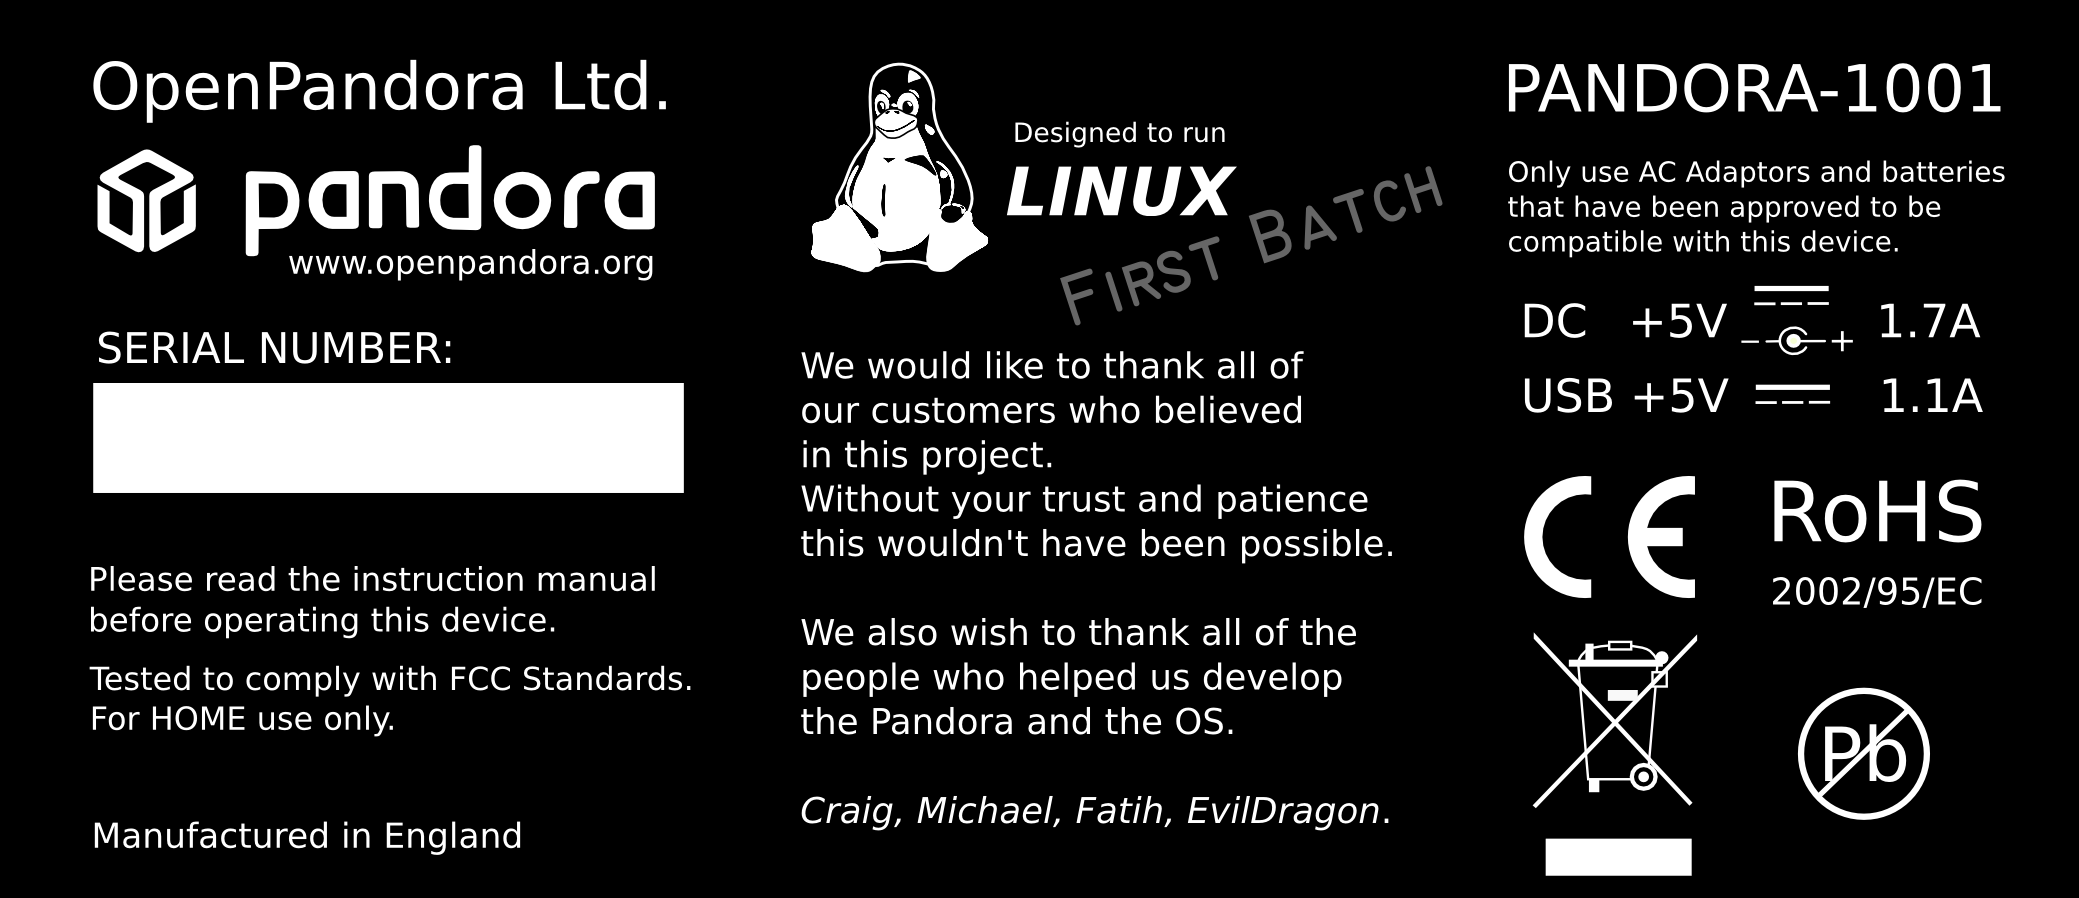 OpenPandora Ltd.
pandora
www.openpandora.org
SERIAL NUMBER:
Please read the instruction manual
before operating this device.
Tested to comply with FCC Standards.
For HOME use only.
Manufactured in England
Designed to run
LINUX
FIRST BATCH
We would like to thank all of
our customers who believed
in this project.
Without your trust and patience
this wouldn't have been possible.
We also wish to thank all of the
people who helped us develop
the Pandora and the OS.
Craig, Michael, Fatih, EvilDragon.
PANDORA-1001
Only use AC Adaptors and batteries
that have been approved to be
compatible with this device.
DC +5V 1.7A
USB +5V 1.1A
CE
RoHS
2002/95/EC
Pb